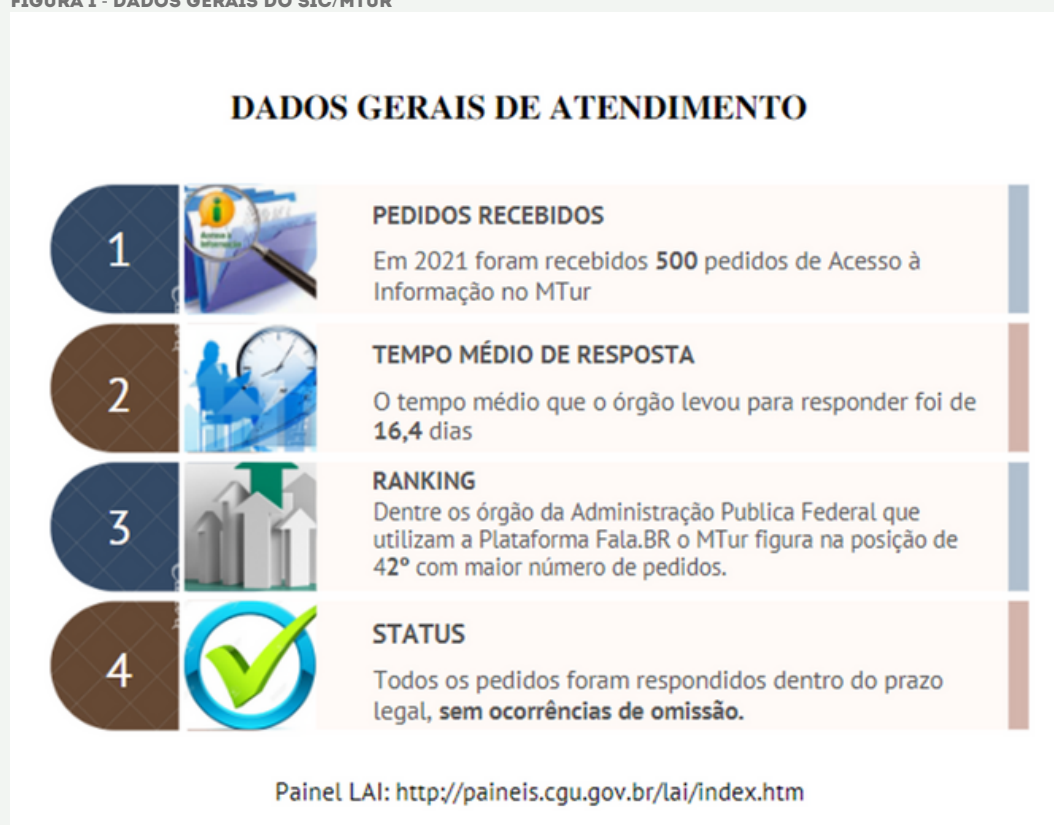 FIGURA 1 - DADOS GERAIS DO SIC/MTUR
DADOS GERAIS DE ATENDIMENTO
1
Acesso à
Informação
PEDIDOS RECEBIDOS
Em 2021 foram recebidos 500 pedidos de Acesso à
Informação no MTur
2
TEMPO MÉDIO DE RESPOSTA
O tempo médio que o órgão levou para responder foi de
16,4 dias
3
RANKING
Dentre os órgão da Administração Publica Federal que
utilizam a Plataforma Fala.BR o MTur figura na posição de
42º com maior número de pedidos.
4
STATUS
Todos os pedidos foram respondidos dentro do prazo
legal, sem ocorrências de omissão.
Painel LAI: http://paineis.cgu.gov.br/lai/index.htm